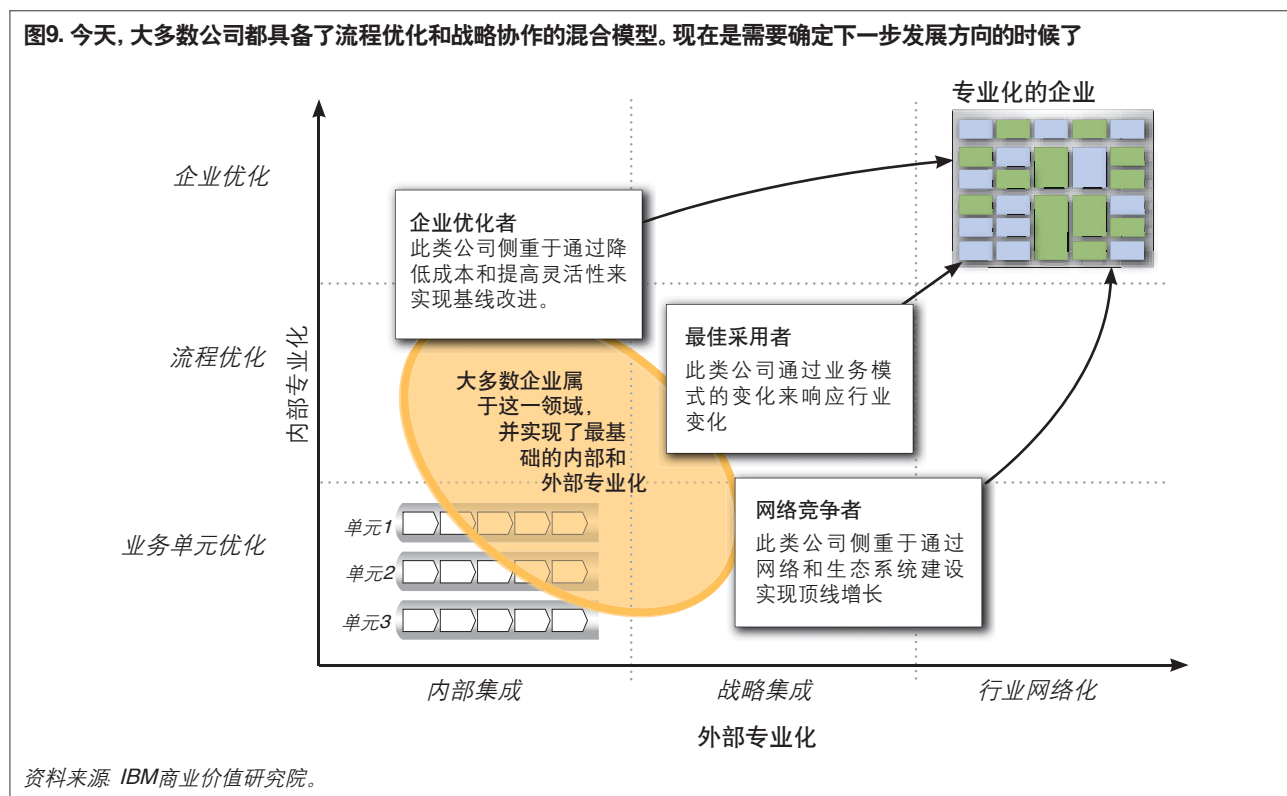 图9. 今天, 大多数公司都具备了流程优化和战略协作的混合模型。现在是需要确定下一步发展方向的时候了
专业化的企业
企业优化
企业优化者
此类公司侧重于通过降
低成本和提高灵活性来
实现基线改进。
内部专业化
流程优化
最佳采用者
此类公司通过业务模
式的变化来响应行业
变化
大多数企业属
于这一领域，
并实现了最基
础的内部和
外部专业化
网络竞争者
此类公司侧重于通过
网络和生态系统建设
实现顶线增长
业务单元优化
单元1
单元2
单元3
内部集成
战略集成
行业网络化
外部专业化
资料来源 IBM商业价值研究院。